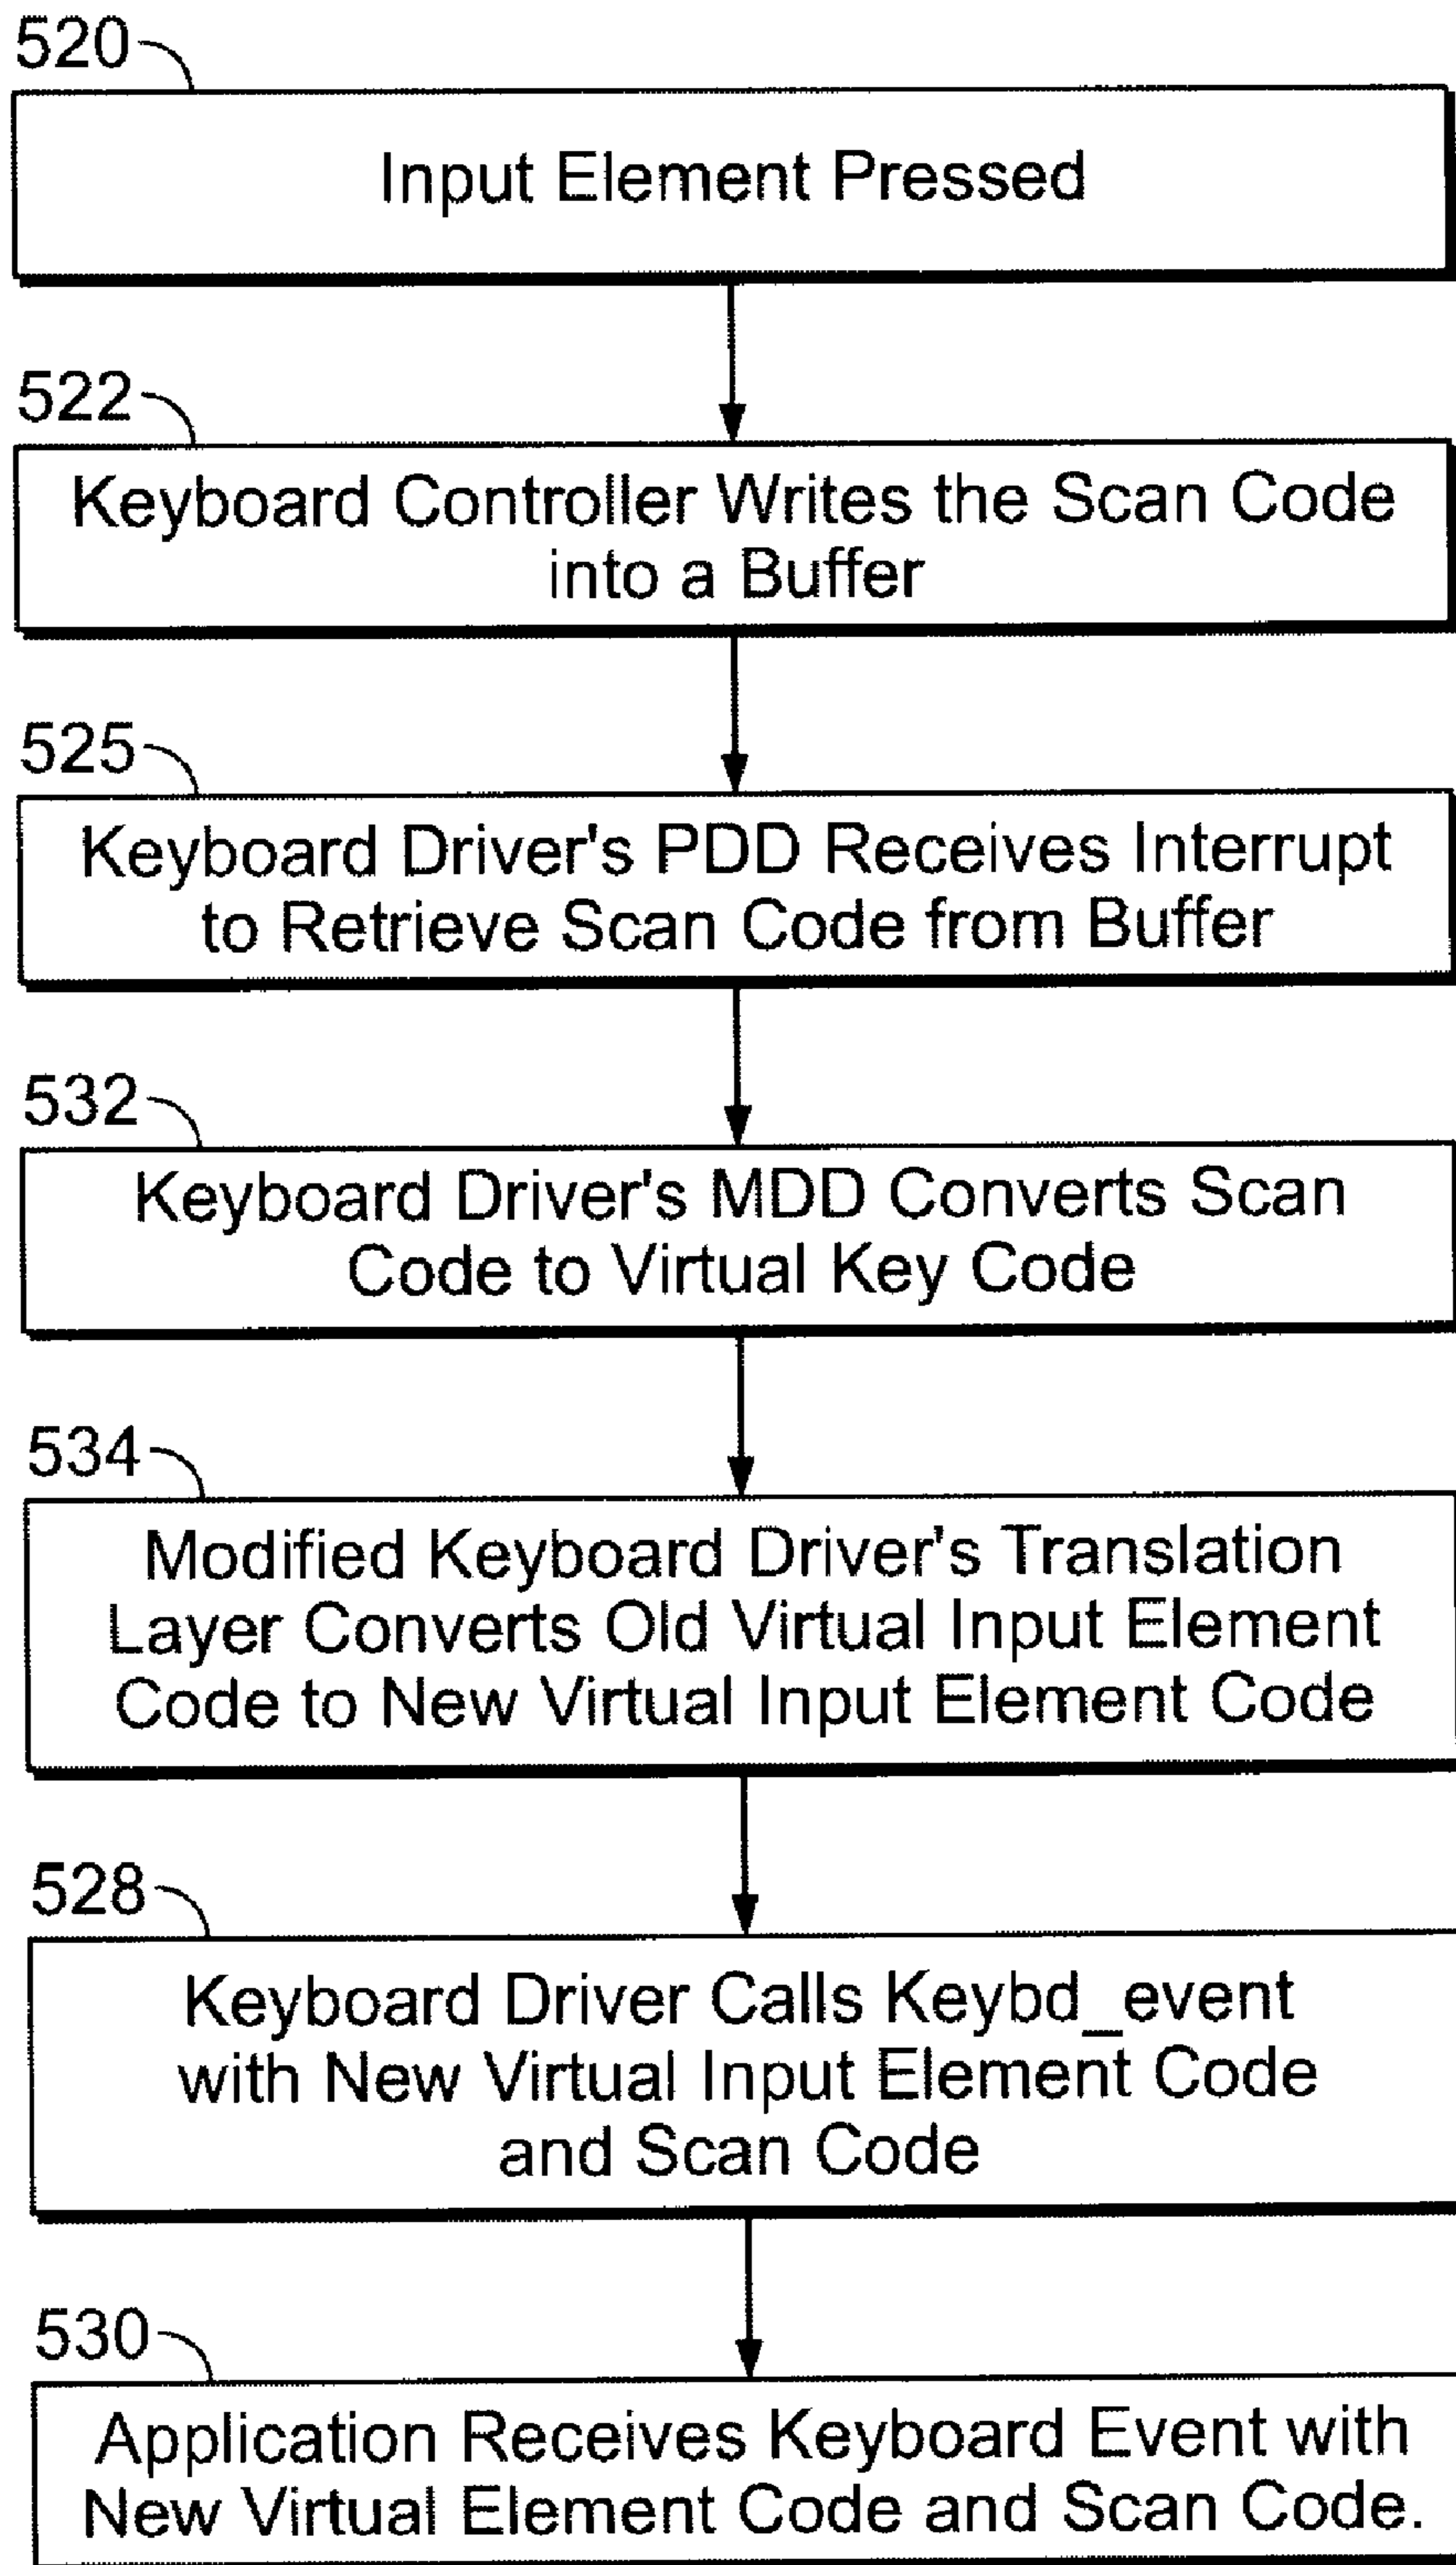 520
Input Element Pressed
522
Keyboard Controller Writes the Scan Code
into a Buffer
525
Keyboard Driver's PDD Receives Interrupt
to Retrieve Scan Code from Buffer
532
Keyboard Driver's MDD Converts Scan
Code to Virtual Key Code
534
Modified Keyboard Driver's Translation
Layer Converts Old Virtual Input Element
Code to New Virtual Input Element Code
528
Keyboard Driver Calls Keybd_event
with New Virtual Input Element Code
and Scan Code
530
Application Receives Keyboard Event with
New Virtual Element Code and Scan Code.